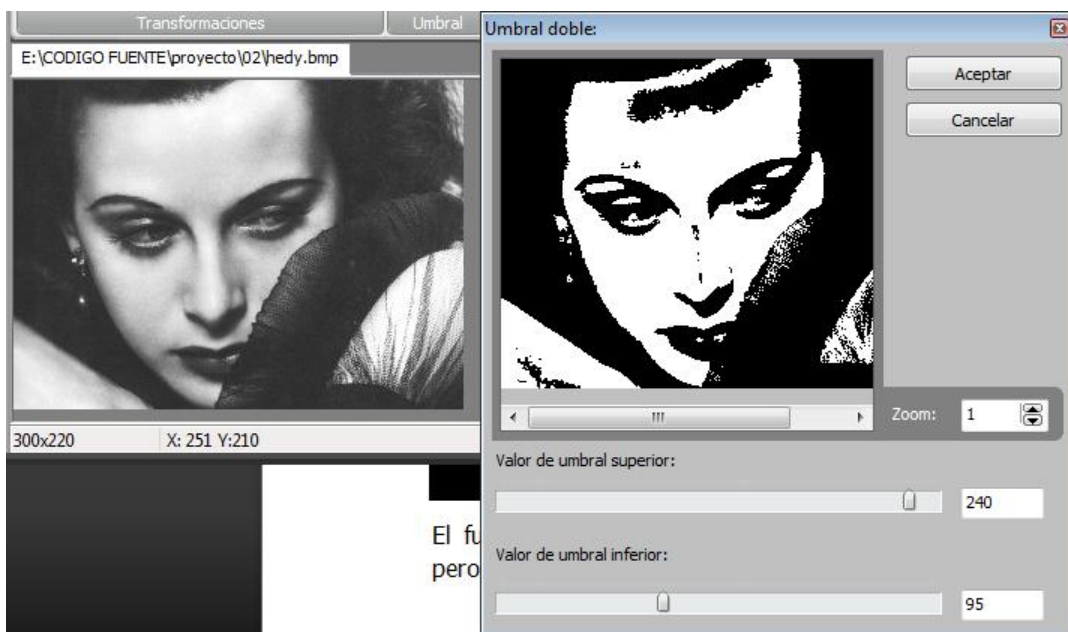 Transformaciones
Umbral
E:\CODIGO FUENTE\proyecto\02\hedy.bmp
300x220
X: 251 Y:210
El fu
pero
Umbral doble:
Aceptar
Cancelar
Zoom:
1
Valor de umbral superior:
240
Valor de umbral inferior:
95